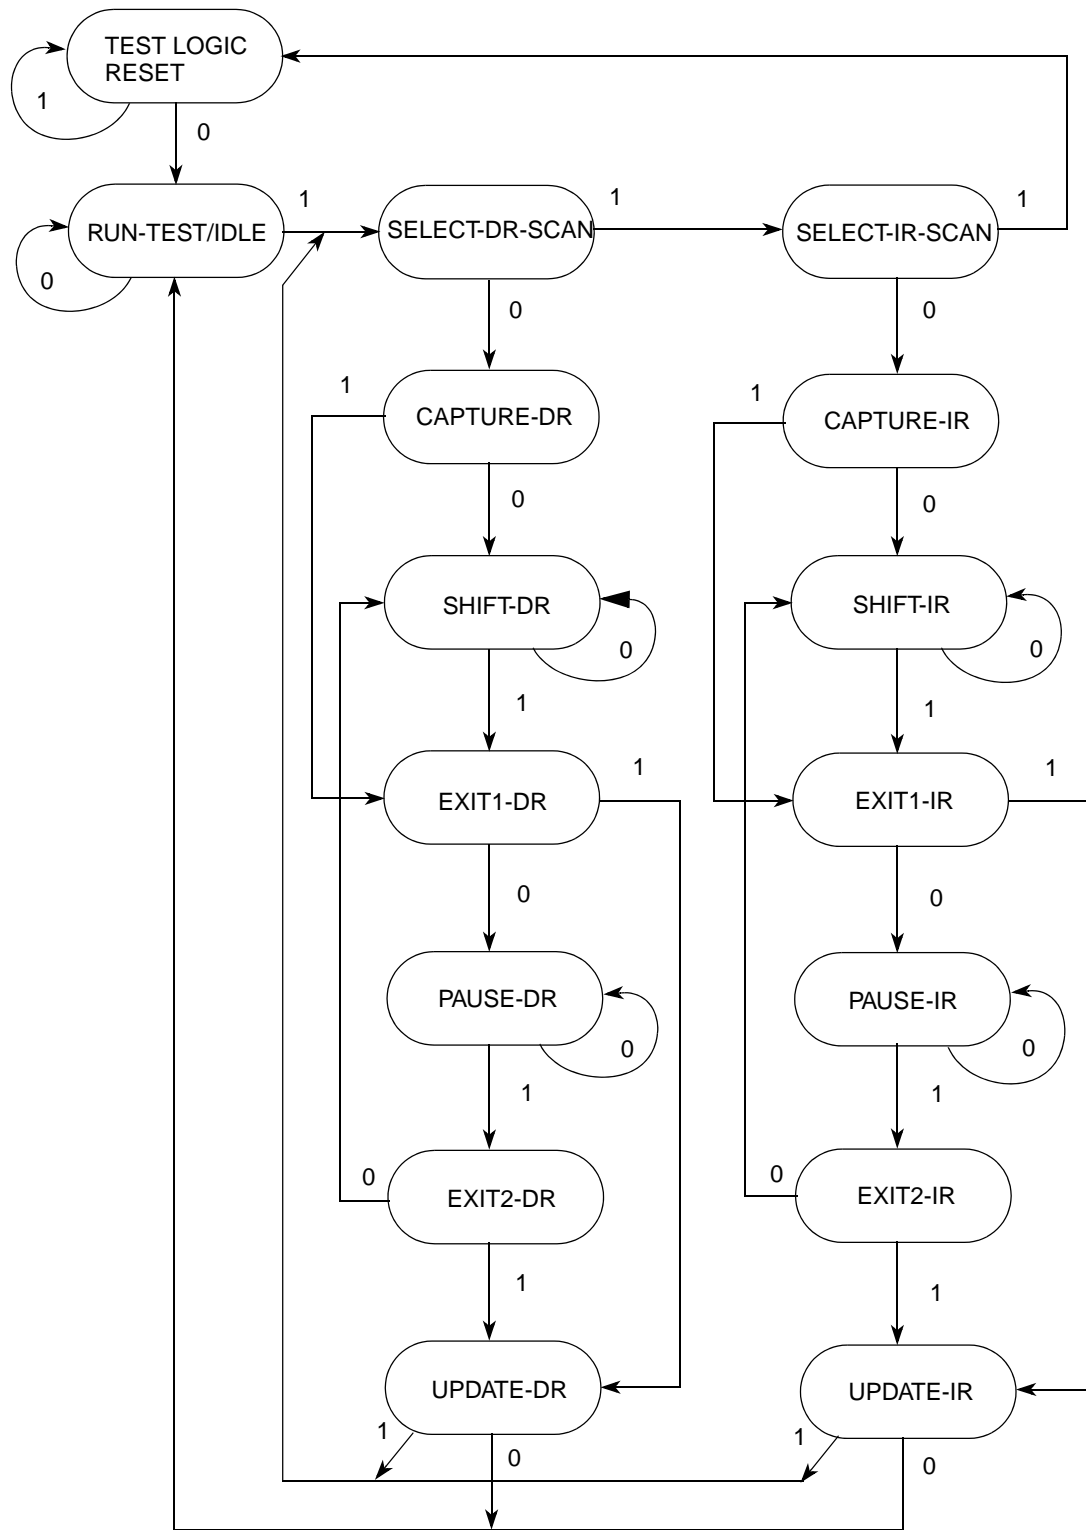 TEST LOGIC
RESET
1
0
RUN-TEST/IDLE
1
SELECT-DR-SCAN
1
SELECT-IR-SCAN
1
0
0
0
1
CAPTURE-DR
1
CAPTURE-IR
0
0
SHIFT-DR
0
SHIFT-IR
0
1
1
EXIT1-DR
1
EXIT1-IR
1
0
0
PAUSE-DR
0
PAUSE-IR
0
1
1
0
EXIT2-DR
0
EXIT2-IR
1
1
UPDATE-DR
UPDATE-IR
1
0
1
0